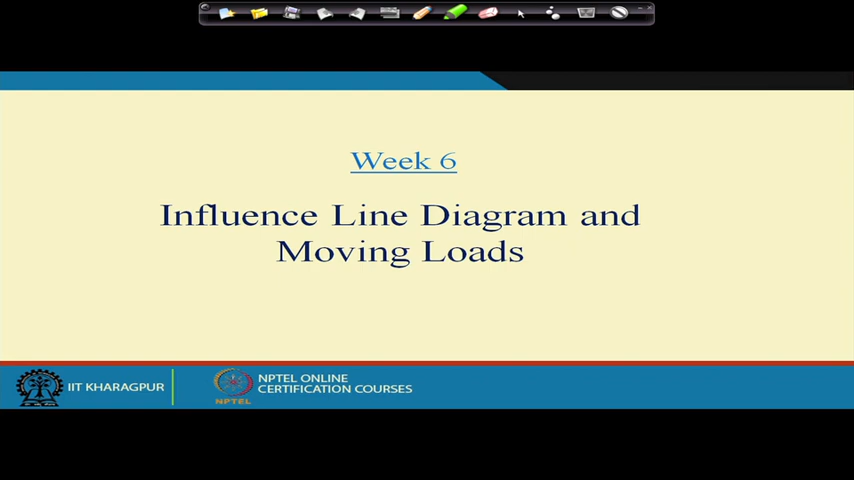 Week 6
Influence Line Diagram and
Moving Loads
IIT KHARAGPUR
NPTEL ONLINE
CERTIFICATION COURSES
NPTEL